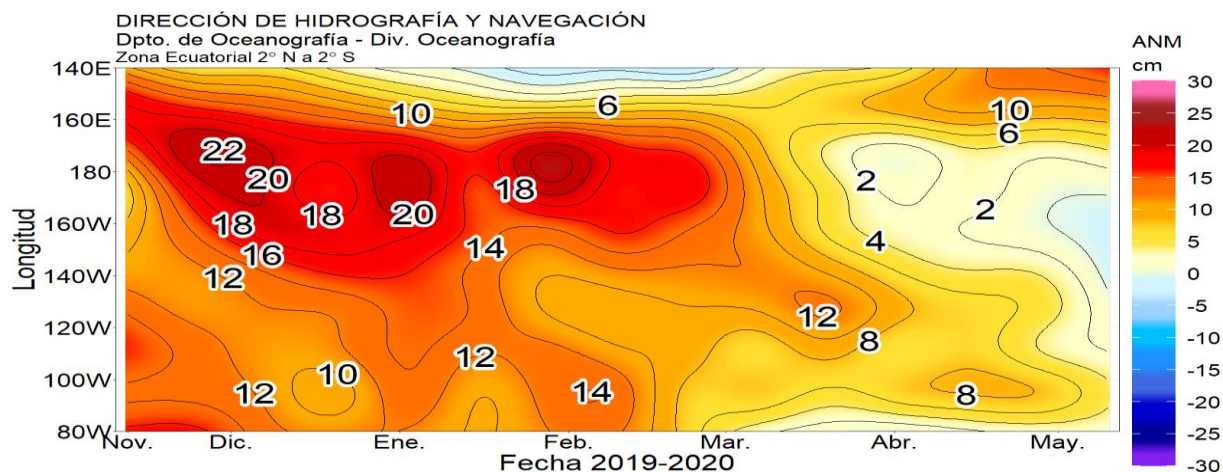 DIRECCIÓN DE HIDROGRAFÍA Y NAVEGACIÓN
Dpto. de Oceanografía - Div. Oceanografía
Zona Ecuatorial 2° N a 2° S
ANM
cm
30
25
20
15
10
5
0
-5
-10
-15
-20
-25
-30
Longitud
140E
160E
180
160W
140W
120W
100W
80W
10
6
10
6
22
20
18
18
20
18
16
12
14
2
2
4
12
8
12
10
12
14
8
Nov. Dic. Ene. Feb. Mar. Abr. May.
Fecha 2019-2020